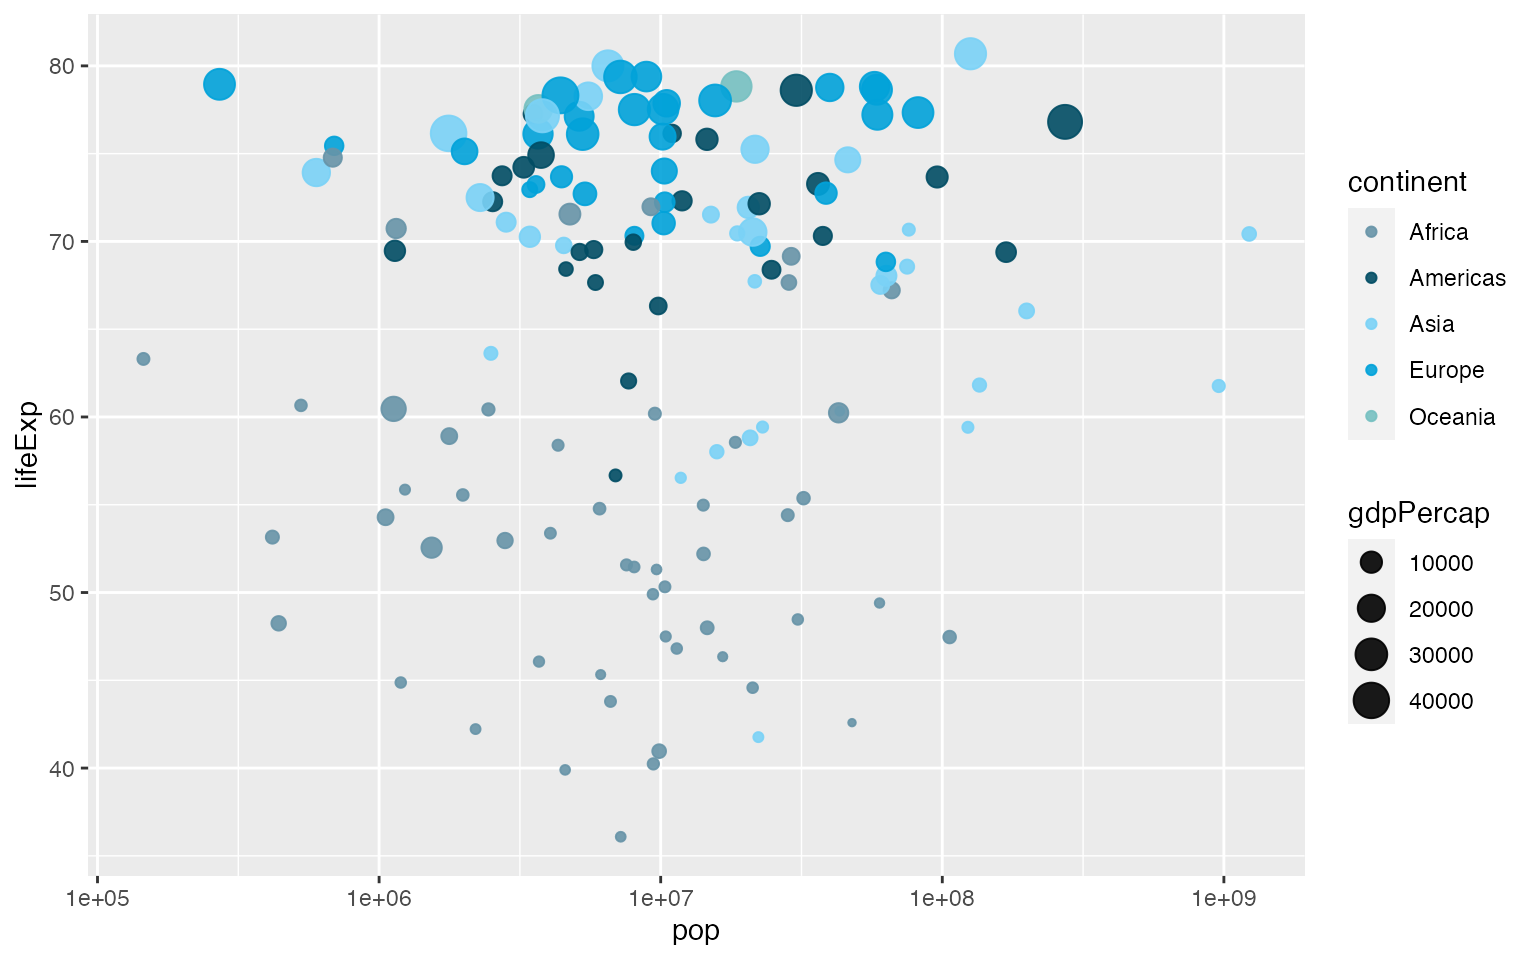 80
70
60
50
40
lifeExp
1e+05
1e+06
1e+07
1e+08
1e+09
pop
continent
Africa
Americas
Asia
Europe
Oceania
gdpPercap
10000
20000
30000
40000